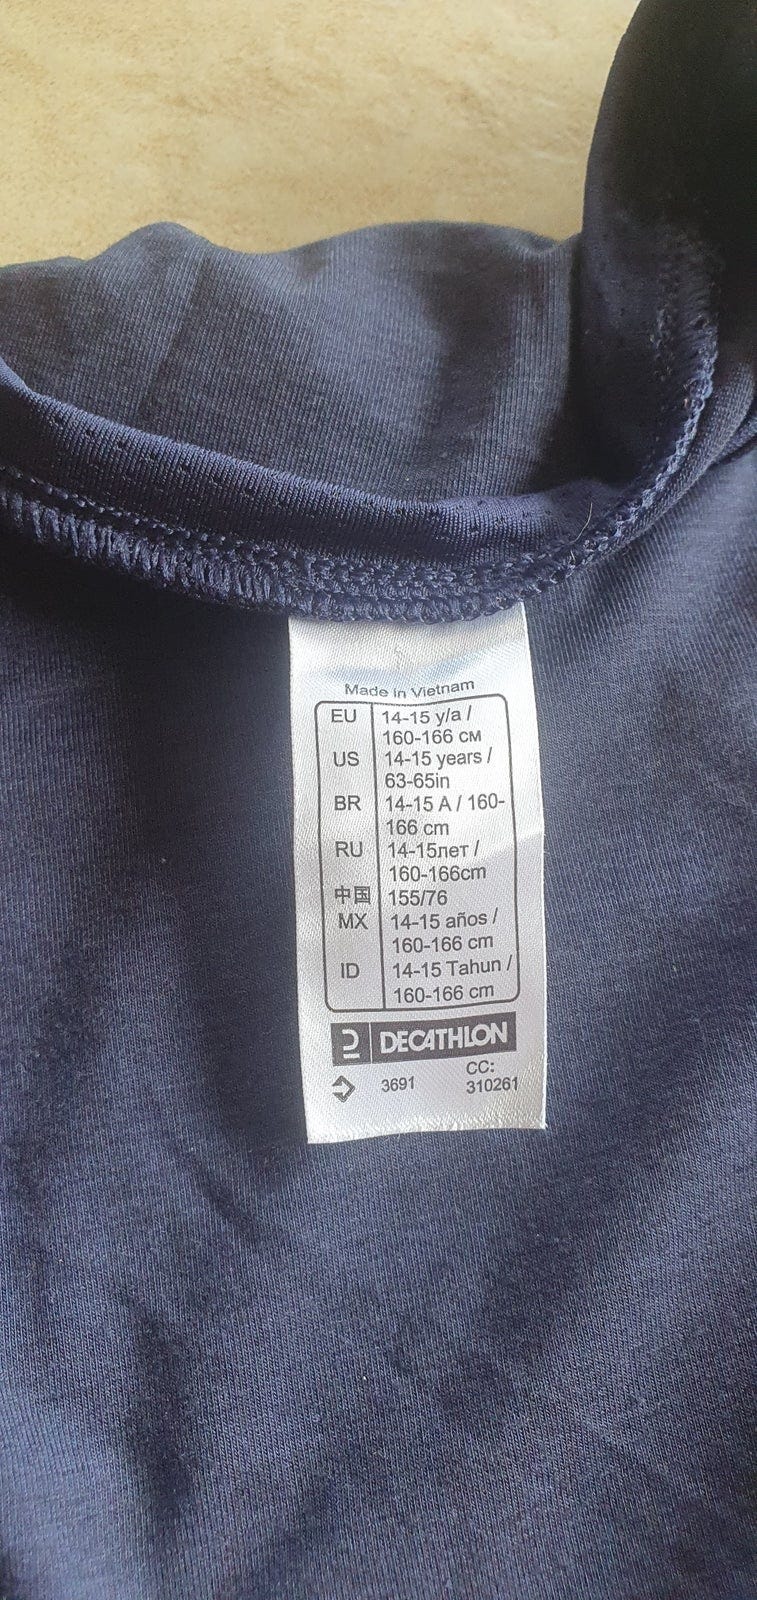 Made in Vietnam
EU 14-15 y/a /
160-166 см
US 14-15 years /
63-65in
BR 14-15 A / 160-
166 cm
RU 14-15лет /
160-166cm
中国 155/76
MX 14-15 años /
160-166 cm
ID 14-15 Tahun /
160-166 cm
DECATHLON
CC:
3691 310261